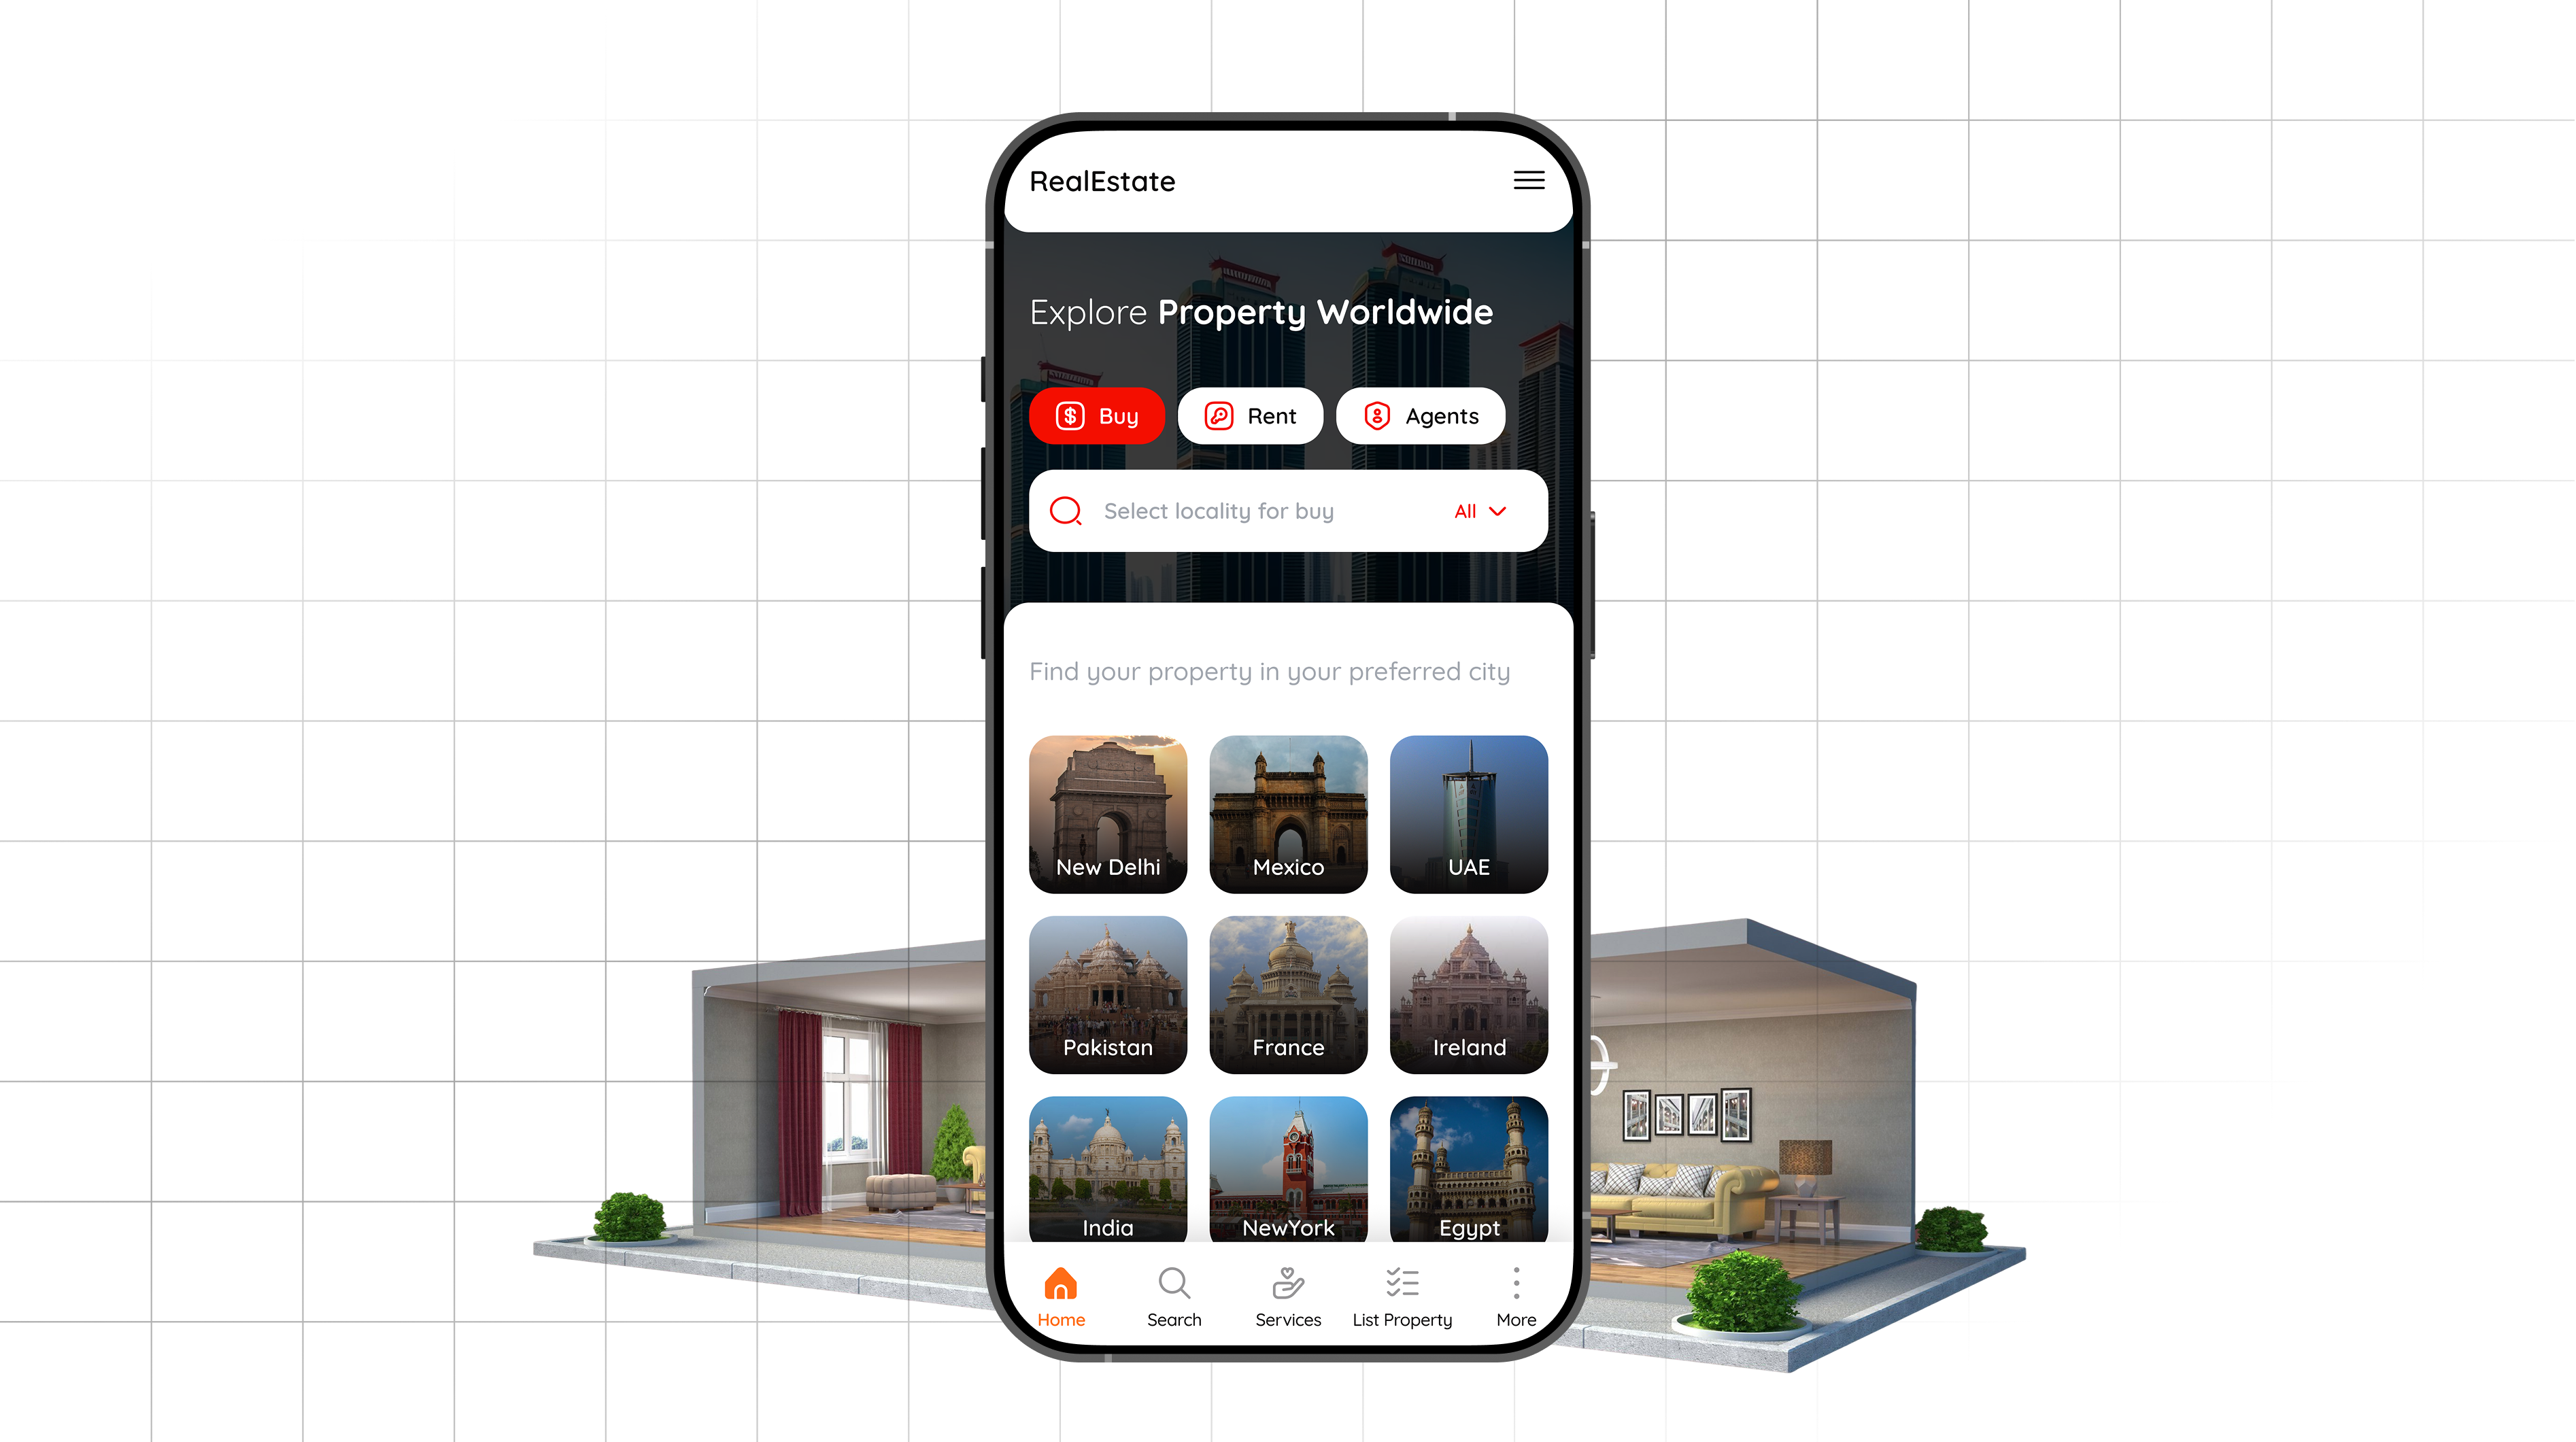 RealEstate
Explore Property Worldwide
Buy
Rent
Agents
Select locality for buy
All
Find your property in your preferred city
New Delhi
Mexico
UAE
Pakistan
France
Ireland
India
NewYork
Egypt
Home
Search
Services
List Property
More